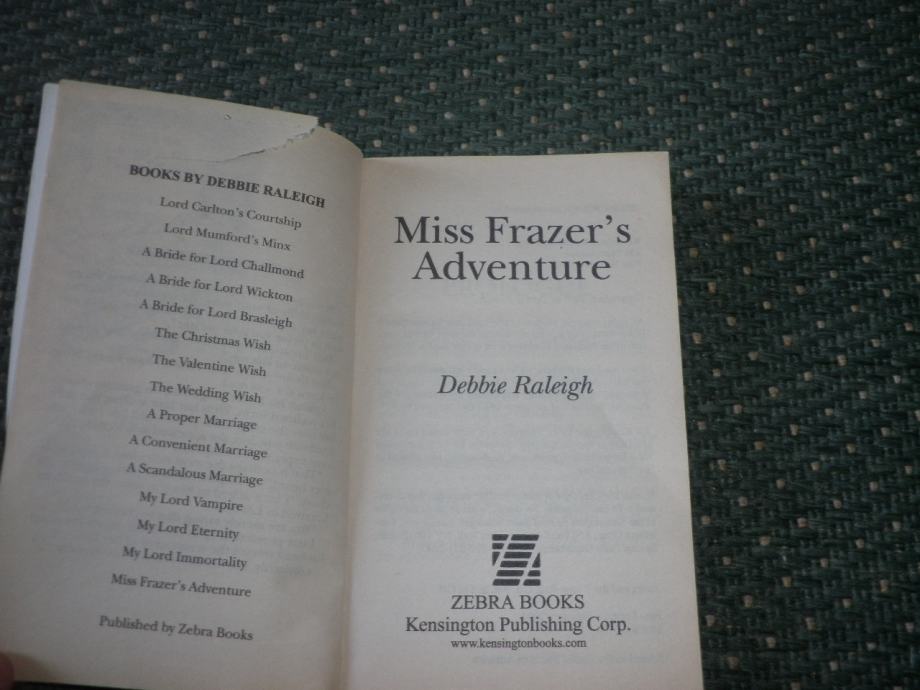 BOOKS BY DEBBIE RALEIGH
Lord Carlton's Courtship
Lord Mumford's Minx
A Bride for Lord Challmond
A Bride for Lord Wickton
A Bride for Lord Brasleigh
The Christmas Wish
The Valentine Wish
The Wedding Wish
A Proper Marriage
A Convenient Marriage
A Scandalous Marriage
My Lord Vampire
My Lord Eternity
My Lord Immortality
Miss Frazer's Adventure
Published by Zebra Books
Miss Frazer's
Adventure
Debbie Raleigh
ZEBRA BOOKS
Kensington Publishing Corp.
www.kensingtonbooks.com